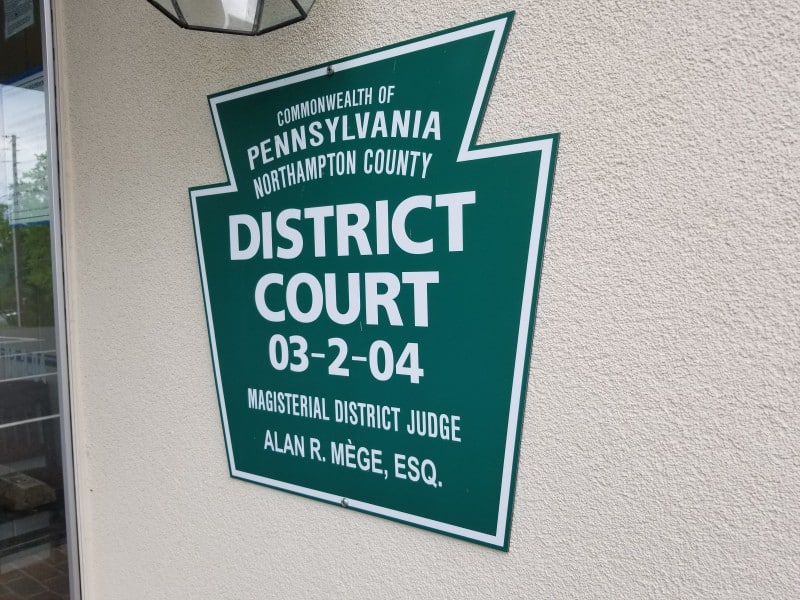 COMMONWEALTH OF
PENNSYLVANIA
NORTHAMPTON COUNTY
DISTRICT
COURT
03-2-04
MAGISTERIAL DISTRICT JUDGE
ALAN R. MÈGE, ESQ.